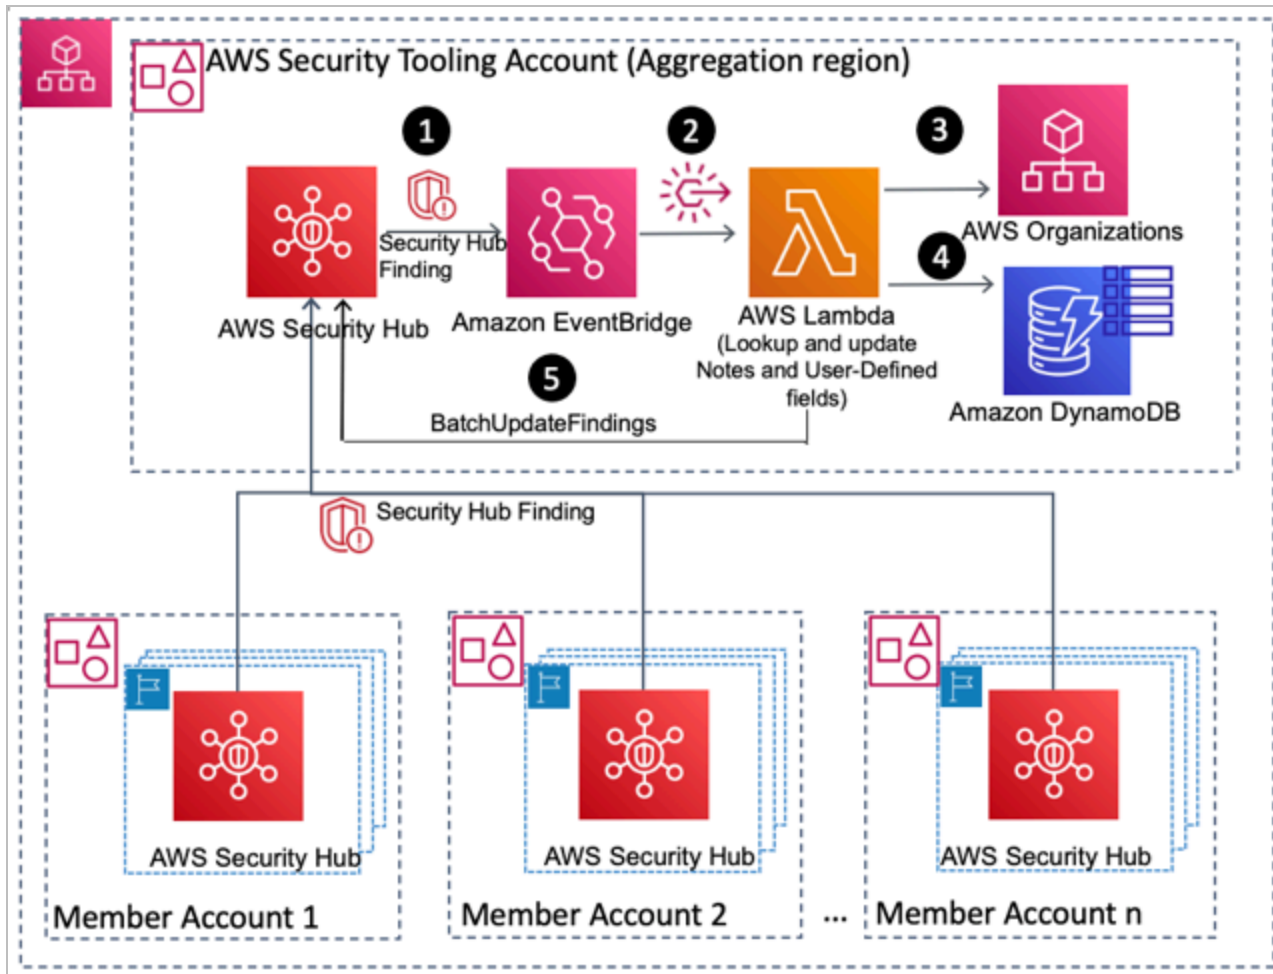 AWS Security Tooling Account (Aggregation region)
1
2
3
Security Hub
Finding
AWS Organizations
4
AWS Security Hub
Amazon EventBridge
AWS Lambda
(Lookup and update
Notes and User-Defined
fields)
Amazon DynamoDB
5
BatchUpdateFindings
Security Hub Finding
AWS Security Hub
AWS Security Hub
AWS Security Hub
Member Account 1
Member Account 2
...
Member Account n